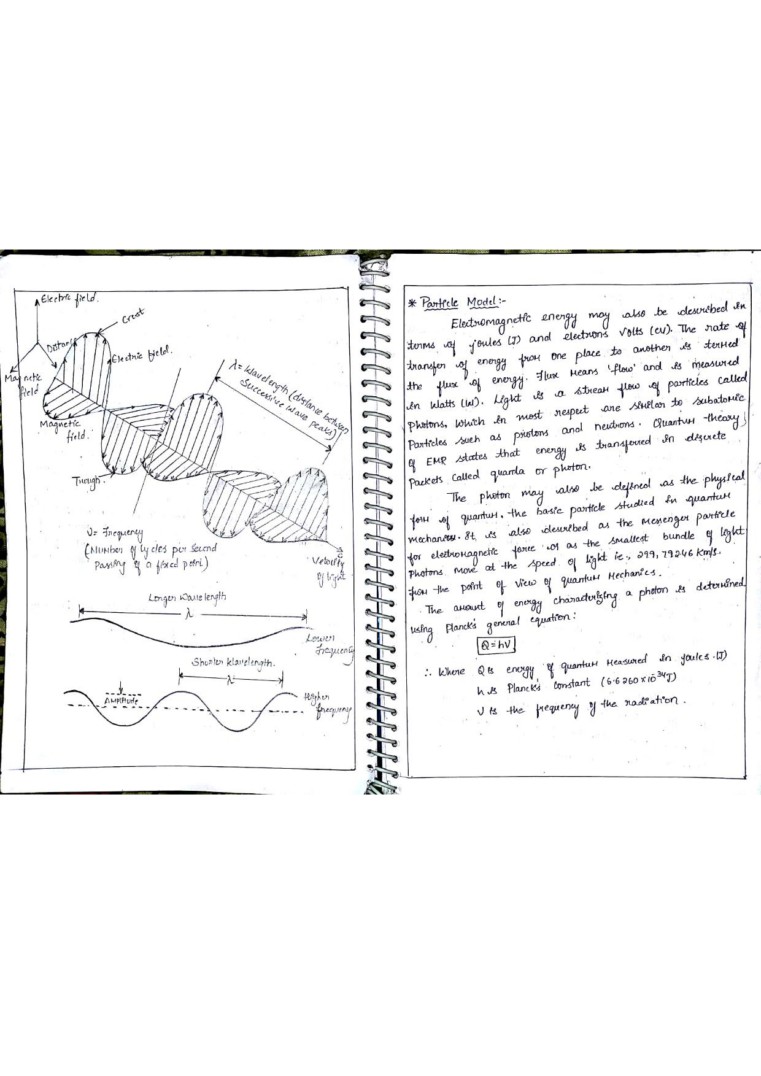 Electric field.
Crest
Distance
Electric field.
Magnetic
field
λ = Wavelength (distance between
Successive wave peaks)
Magnetic
field.
Trough.
ν = Frequency
(Number of cycles per second
Passing of a fixed point)
Velocity
of light
Longer Wavelength
λ
Lower
frequency
Shorter Wavelength.
λ
Amplitude
Higher
frequency
* Particle Model:-
Electromagnetic energy may also be described in
terms of joules (J) and electrons Volts (eV). The rate of
transfer of energy from one place to another is termed
the flux of energy. Flux means 'flow' and is measured
in Watts (W). Light is a stream flow of particles called
photons, Which in most respect are similar to subatomic
Particles such as protons and neutrons. Quantum theory
of EMR states that energy is transferred in discrete
Packets called quanta or photon.
The photon may also be defined as the physical
form of quantum, the basic particle studied in quantum
mechanics. It is also described as the messenger particle
for electromagnetic force or as the smallest bundle of light.
Photons move at the speed of light ie., 299,79246 km/s.
from the point of View of quantum Mechanics.
The amount of energy characterizing a photon is determined
using Planck's general equation:
Q = hν
∴ Where Q is energy of quantum Measured in joules (J)
h is Planck's Constant (6.6260 × 10³⁴ J)
ν is the frequency of the radiation.